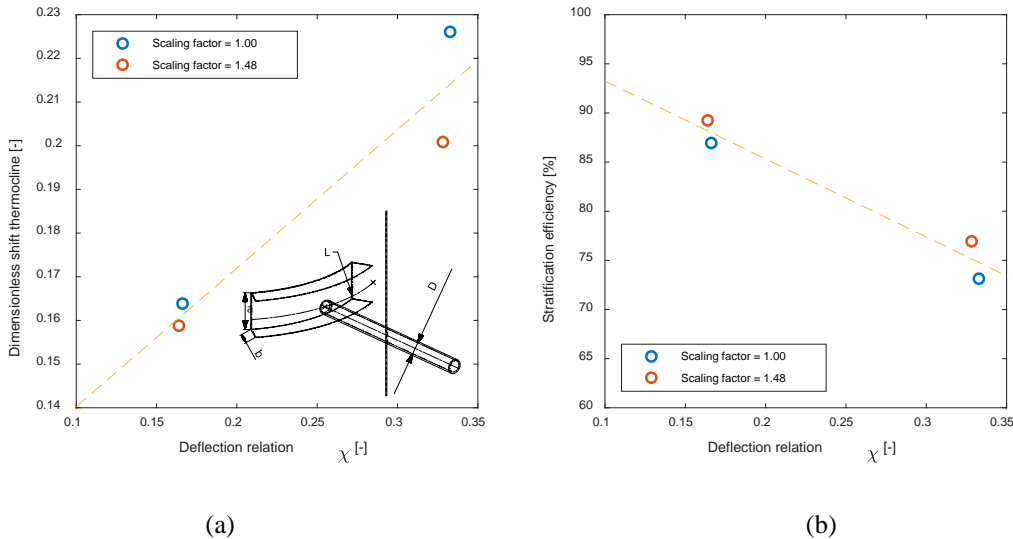 0.23
0.22
0.21
0.2
0.19
0.18
0.17
0.16
0.15
0.14
Dimensionless shift thermocline [-]
Scaling factor = 1.00
Scaling factor = 1.48
L
D
a
b
0.1 0.15 0.2 0.25 0.3 0.35
Deflection relation χ [-]
(a)
100
95
90
85
80
75
70
65
60
Stratification efficiency [%]
Scaling factor = 1.00
Scaling factor = 1.48
0.1 0.15 0.2 0.25 0.3 0.35
Deflection relation χ [-]
(b)